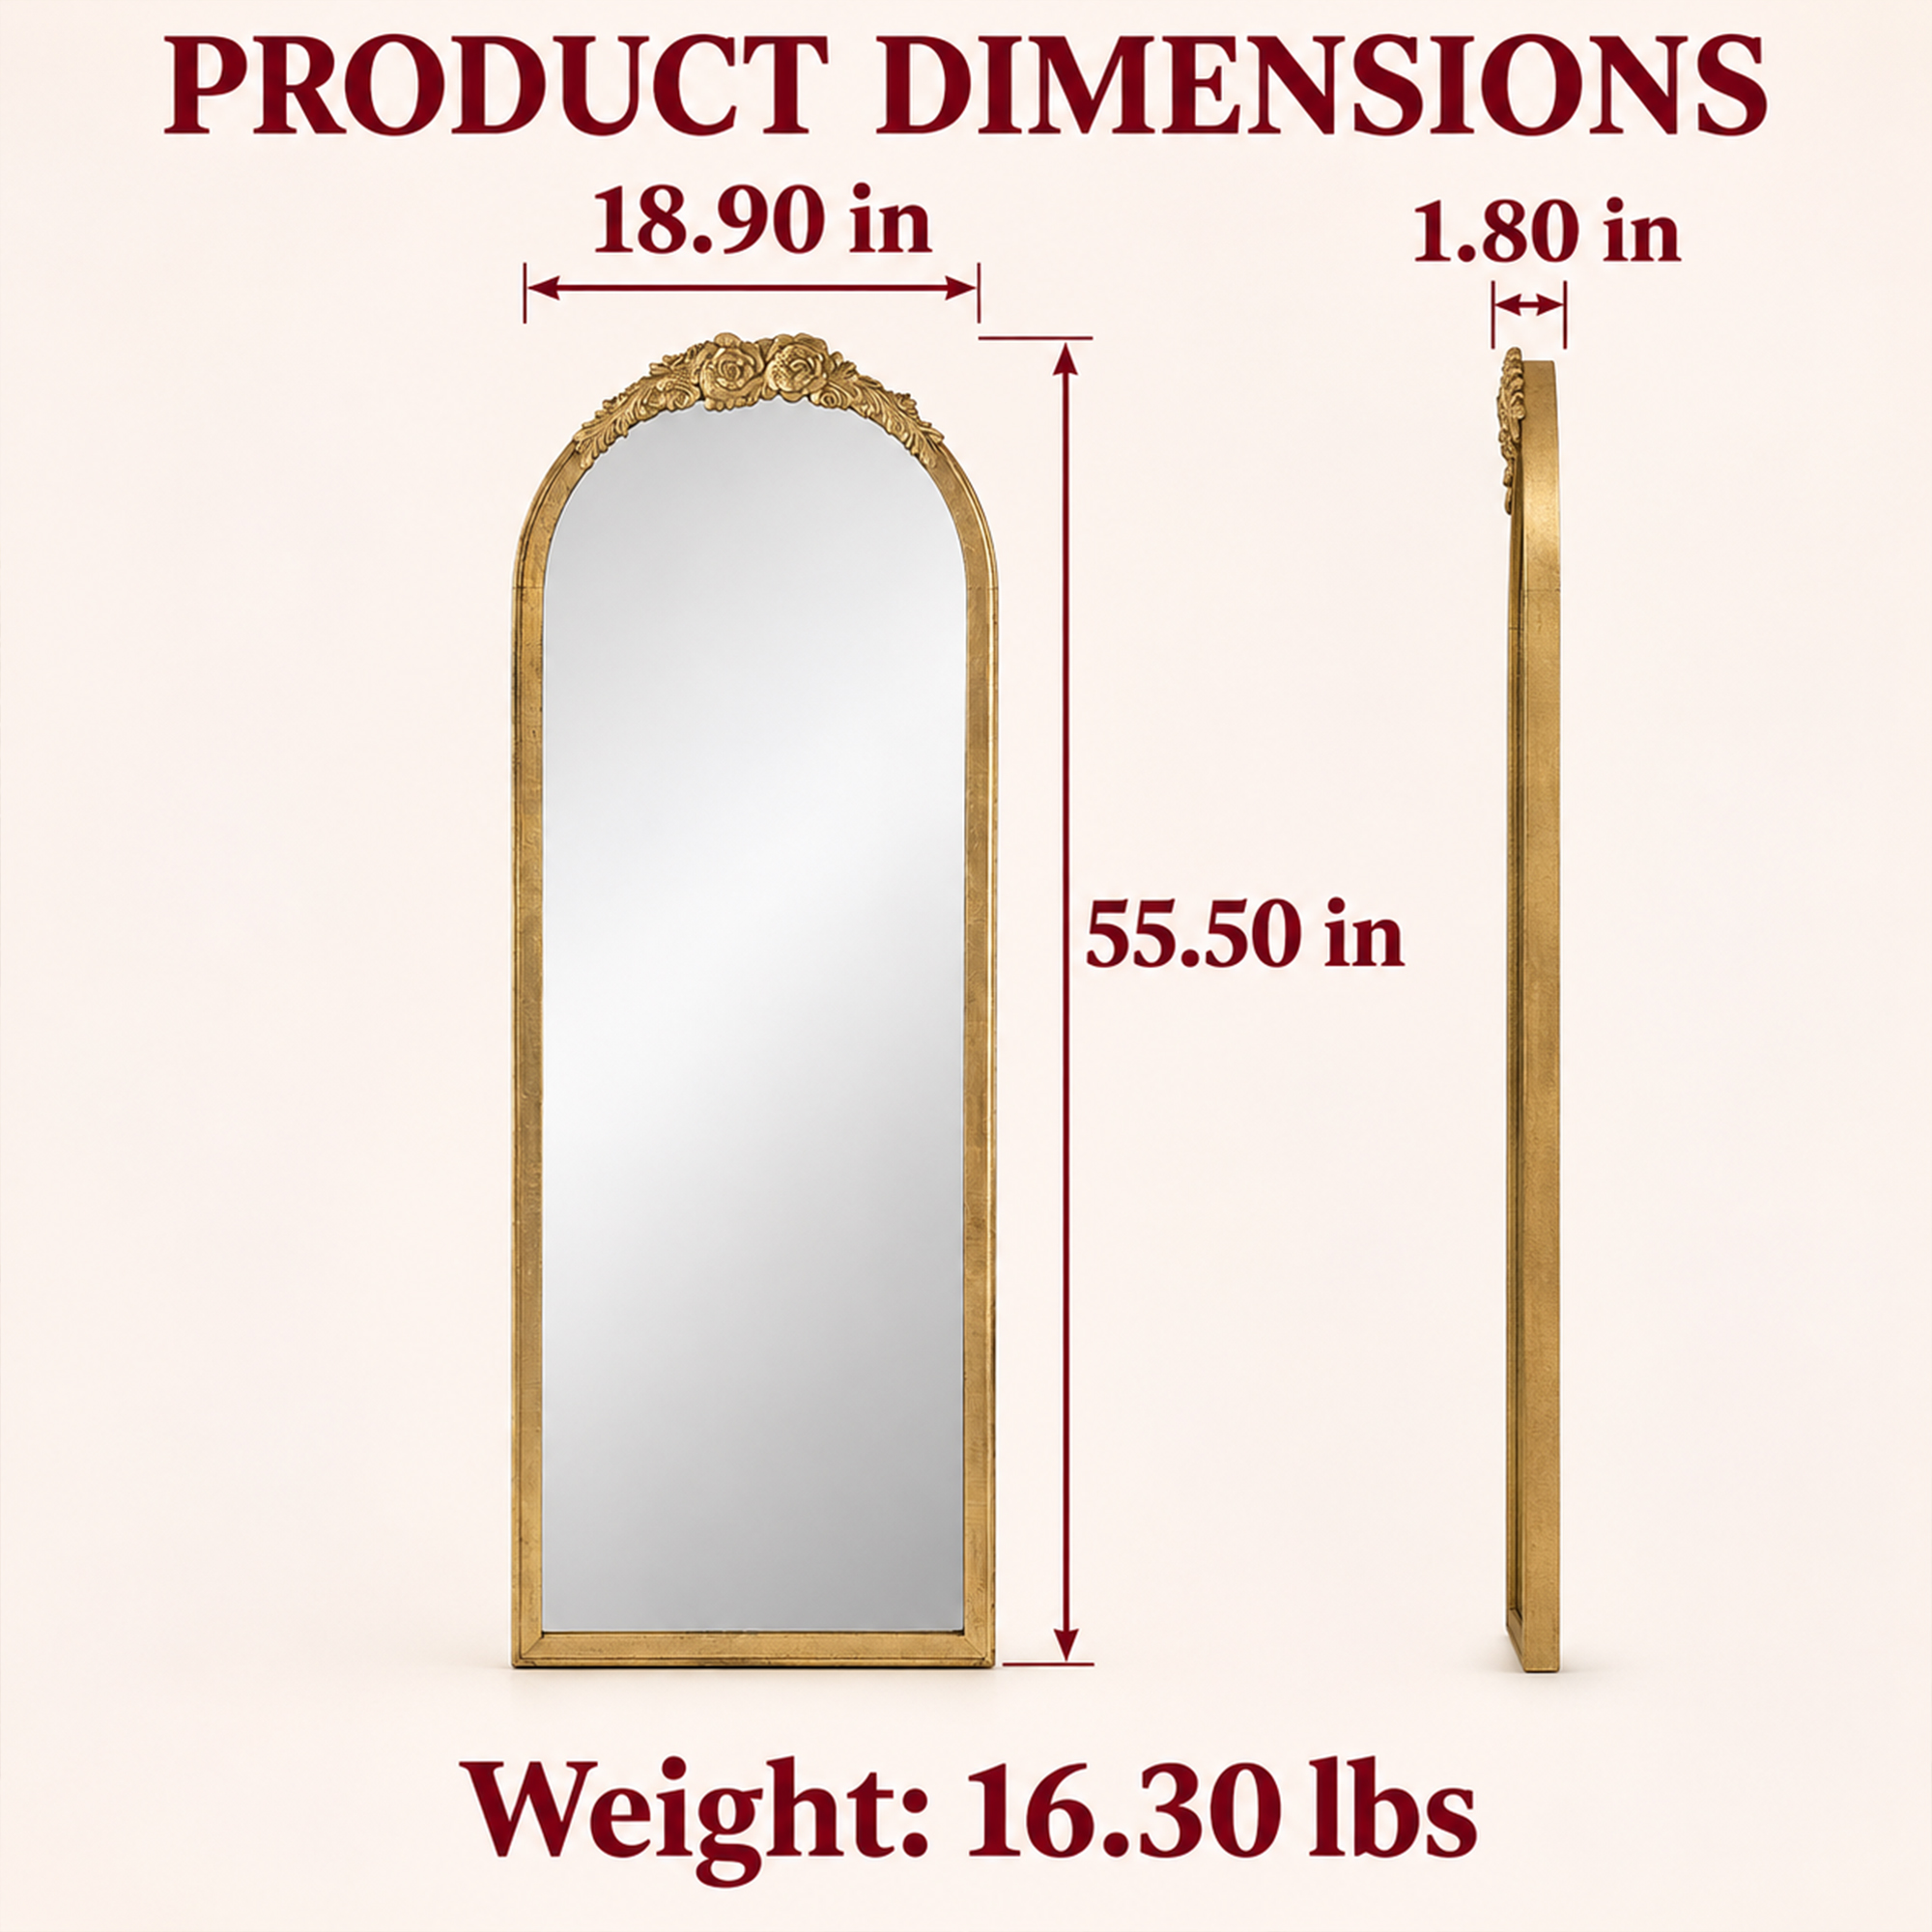 PRODUCT DIMENSIONS
18.90 in
1.80 in
55.50 in
Weight: 16.30 lbs